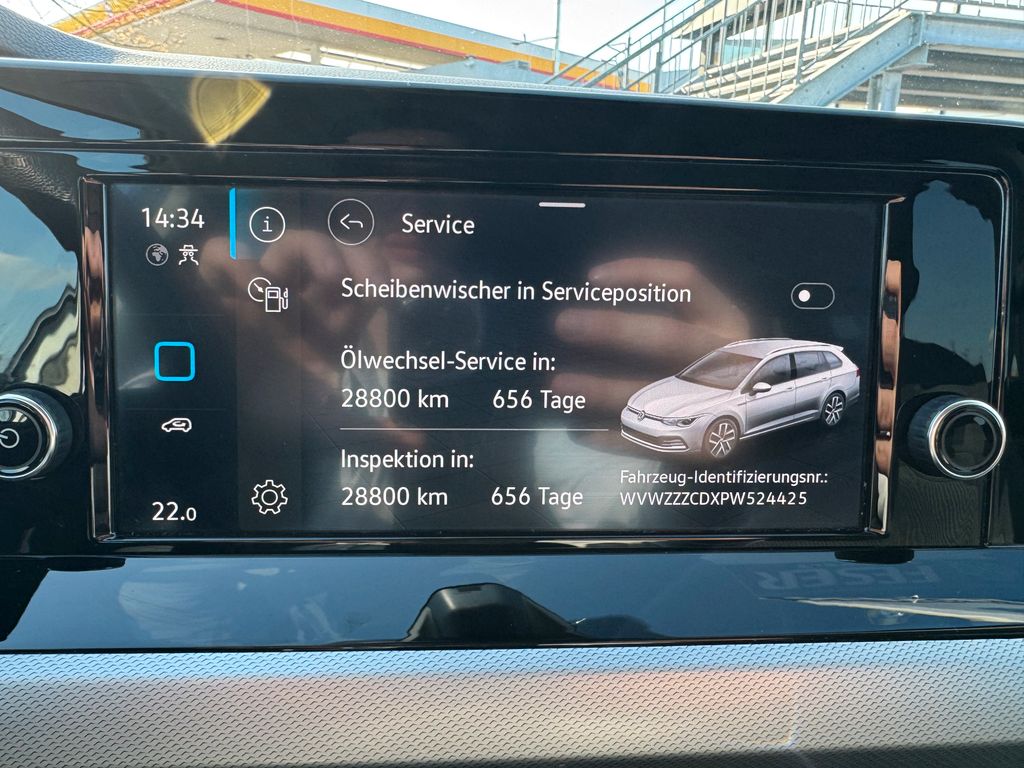 14:34
Service
Scheibenwischer in Serviceposition
Ölwechsel-Service in:
28800 km 656 Tage
Inspektion in:
28800 km 656 Tage
Fahrzeug-Identifizierungsnr.:
WVWZZZCDXPW524425
22.0